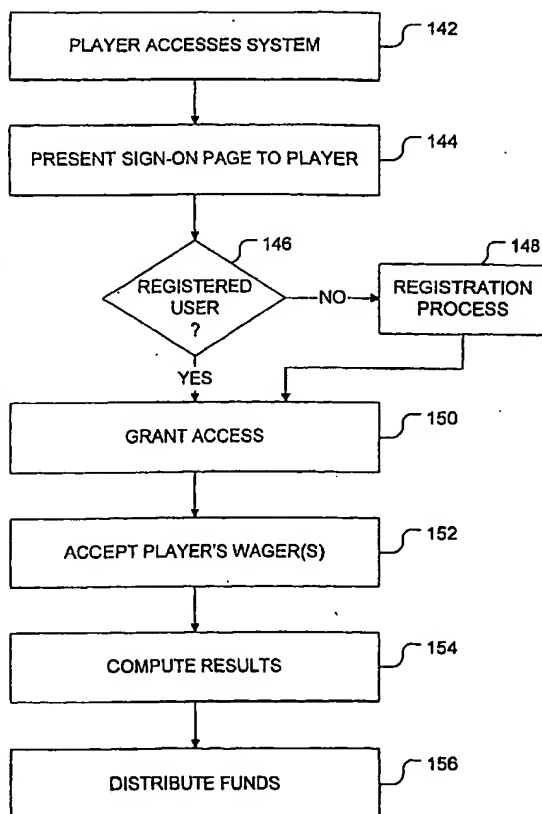 PLAYER ACCESSES SYSTEM
142
PRESENT SIGN-ON PAGE TO PLAYER
144
146
REGISTERED
USER
?
NO
148
REGISTRATION
PROCESS
YES
GRANT ACCESS
150
ACCEPT PLAYER'S WAGER(S)
152
COMPUTE RESULTS
154
DISTRIBUTE FUNDS
156